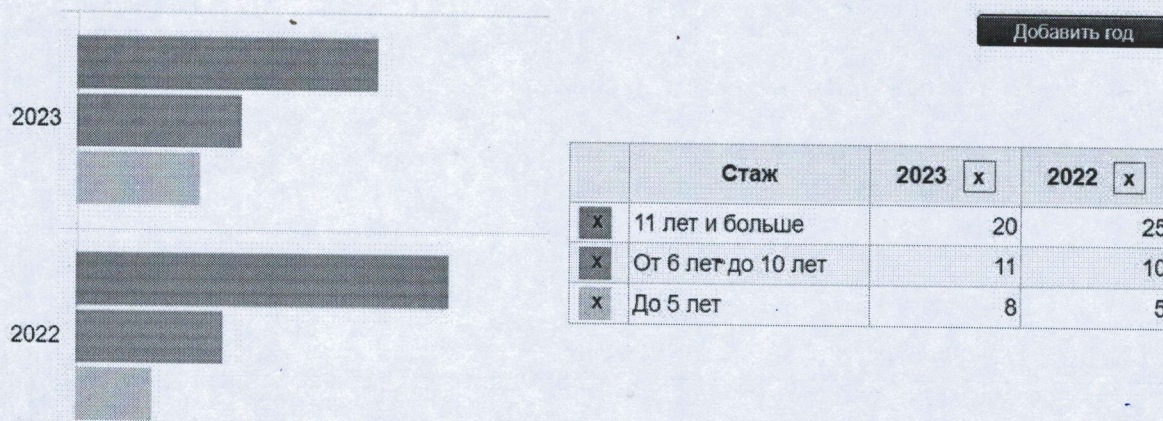 Добавить год
2023
2022
Стаж 2023 x 2022 x
x 11 лет и больше 20 25
x От 6 лет до 10 лет 11 10
x До 5 лет 8 5